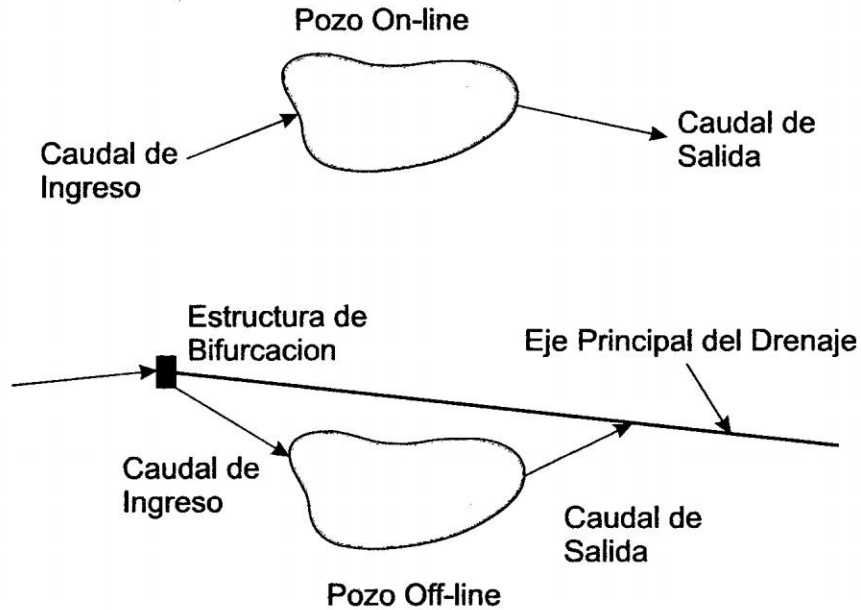 Pozo On-line
Caudal de
Ingreso
Caudal de
Salida
Estructura de
Bifurcacion
Eje Principal del Drenaje
Caudal de
Ingreso
Caudal de
Salida
Pozo Off-line